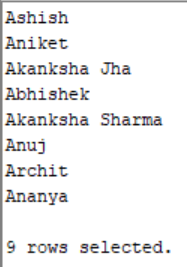 Ashish
Aniket
Akanksha Jha
Abhishek
Akanksha Sharma
Anuj
Archit
Ananya
9 rows selected.